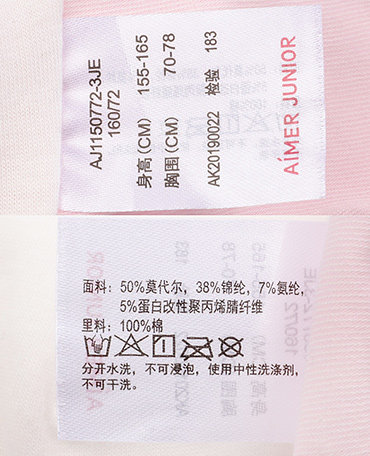 AJ1150772-3JE
160/72
身高(CM) 155-165
胸围(CM) 70-78
AK20190022 检验 183
AÍMER JUNIOR
面料：50%莫代尔，38%锦纶，7%氨纶，
5%蛋白改性聚丙烯腈纤维
里料：100%棉
分开水洗，不可浸泡，使用中性洗涤剂，
不可干洗。